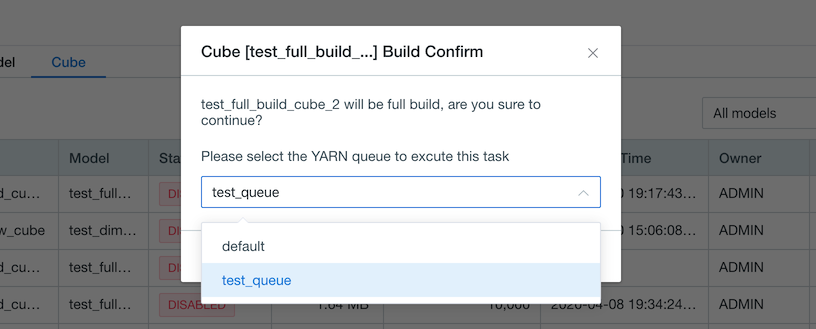 Cube [test_full_build_...] Build Confirm
del
Cube
test_full_build_cube_2 will be full build, are you sure to
continue?
All models
Please select the YARN queue to excute this task
Model
Sta
Time
Owner
d_cu...
test_full...
DI
0 19:17:43...
ADMIN
test_queue
w_cube
test_dim...
DI
0 15:06:08...
ADMIN
default
d_cu...
test_full...
ADMIN
test_queue
d_cu...
test_full...
DISABLED
1.64 MB
10,000
2020-04-08 19:34:24...
ADMIN